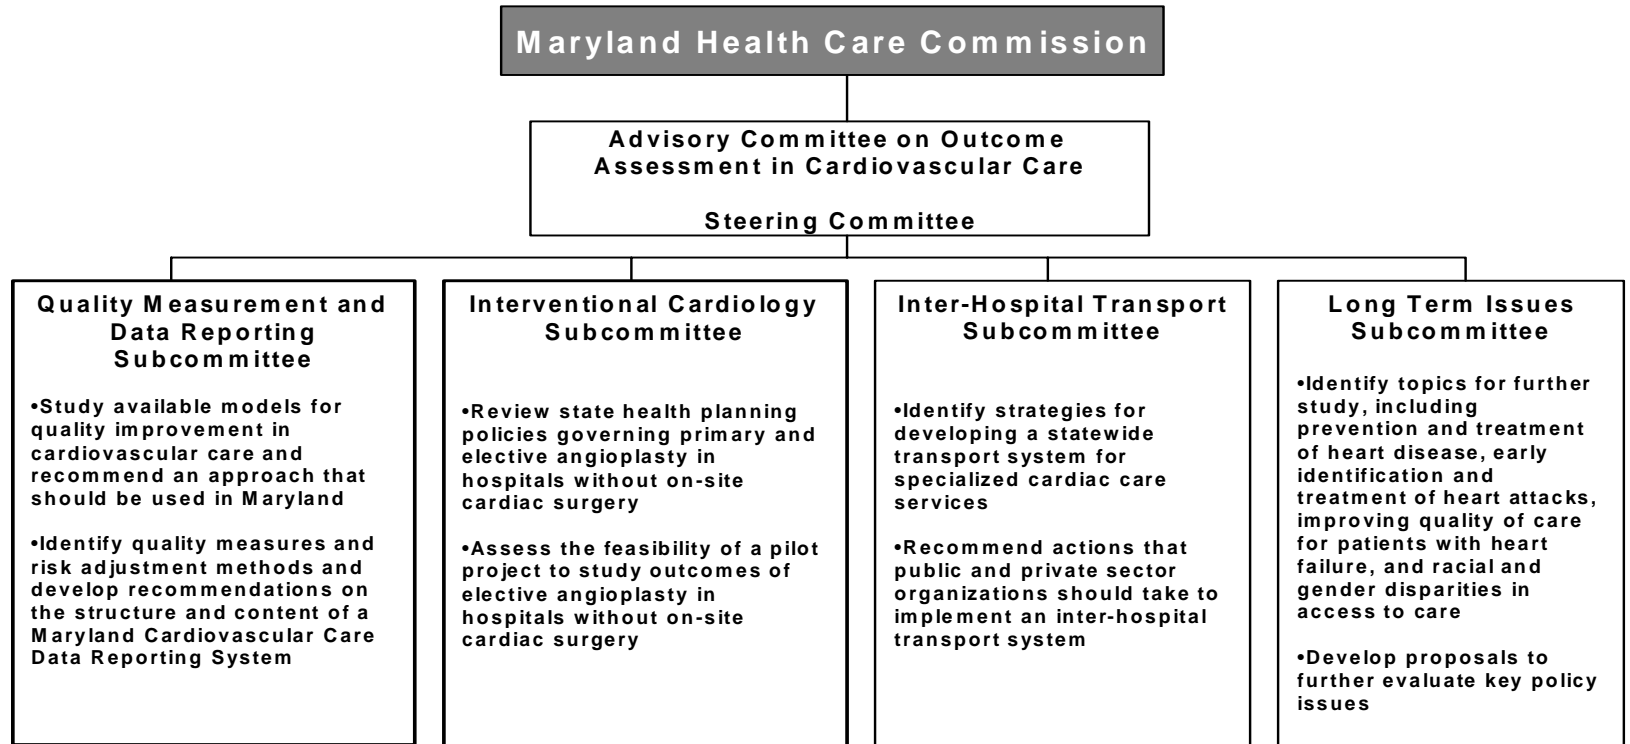 Maryland Health Care Commission
Advisory Committee on Outcome
Assessment in Cardiovascular Care
Steering Committee
Quality Measurement and
Data Reporting
Subcommittee
•Study available models for
quality improvement in
cardiovascular care and
recommend an approach that
should be used in Maryland
•Identify quality measures and
risk adjustment methods and
develop recommendations on
the structure and content of a
Maryland Cardiovascular Care
Data Reporting System
Interventional Cardiology
Subcommittee
•Review state health planning
policies governing primary and
elective angioplasty in
hospitals without on-site
cardiac surgery
•Assess the feasibility of a pilot
project to study outcomes of
elective angioplasty in
hospitals without on-site
cardiac surgery
Inter-Hospital Transport
Subcommittee
•Identify strategies for
developing a statewide
transport system for
specialized cardiac care
services
•Recommend actions that
public and private sector
organizations should take to
implement an inter-hospital
transport system
Long Term Issues
Subcommittee
•Identify topics for further
study, including
prevention and treatment
of heart disease, early
identification and
treatment of heart attacks,
improving quality of care
for patients with heart
failure, and racial and
gender disparities in
access to care
•Develop proposals to
further evaluate key policy
issues